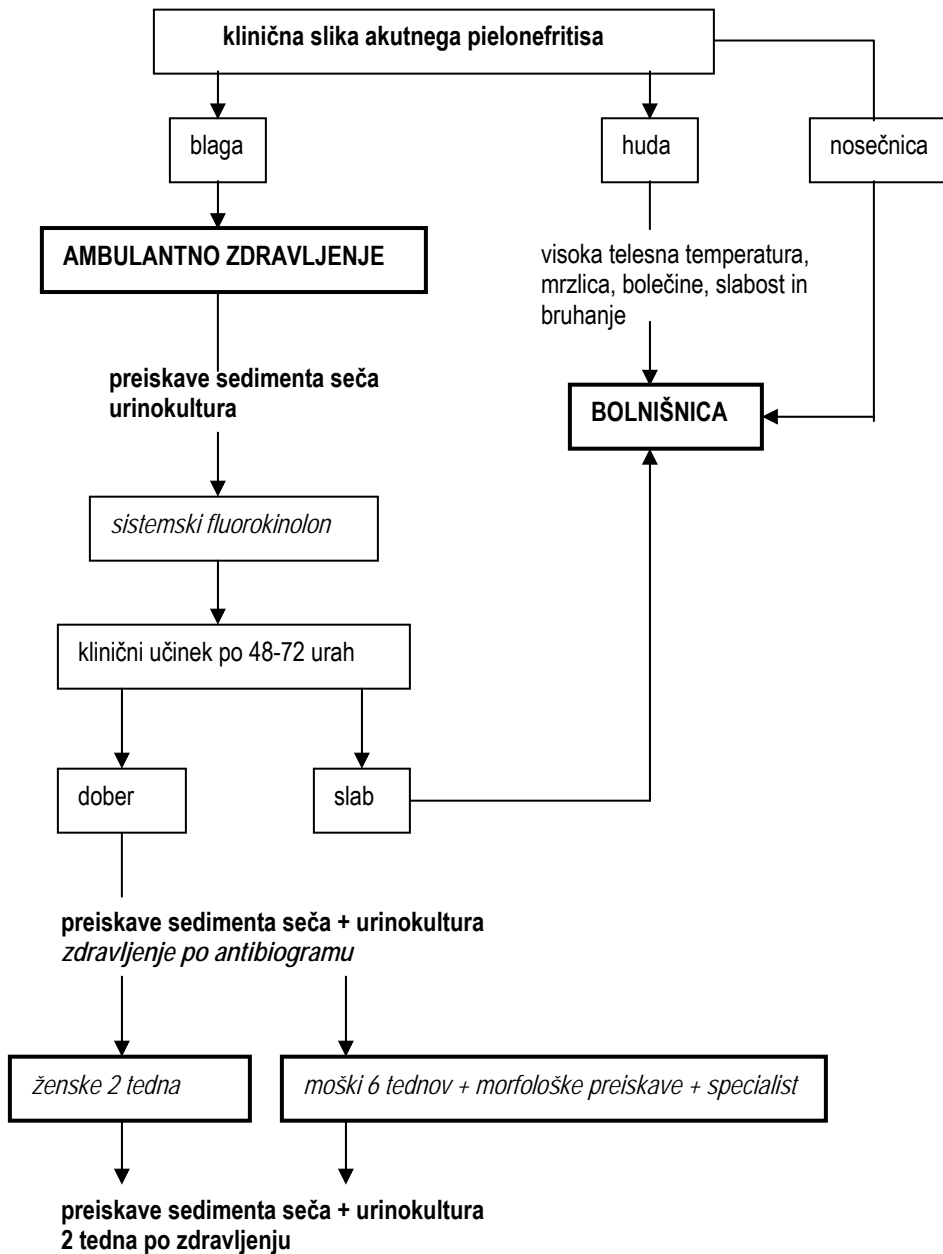 klinična slika akutnega pielonefritisa
blaga
huda
nosečnica
AMBULANTNO ZDRAVLJENJE
visoka telesna temperatura,
mrzlica, bolečine, slabost in
bruhanje
preiskave sedimenta seča
urinokultura
BOLNIŠNICA
sistemski fluorokinolon
klinični učinek po 48-72 urah
dober
slab
preiskave sedimenta seča + urinokultura
zdravljenje po antibiogramu
ženske 2 tedna
moški 6 tednov + morfološke preiskave + specialist
preiskave sedimenta seča + urinokultura
2 tedna po zdravljenju